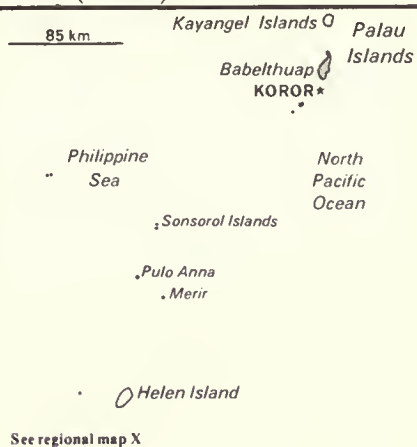 Kayangel Islands
Palau Islands
85 km
Babelthuap
KOROR
Philippine Sea
North Pacific Ocean
Sonsorol Islands
Pulo Anna
Merir
Helen Island
See regional map X